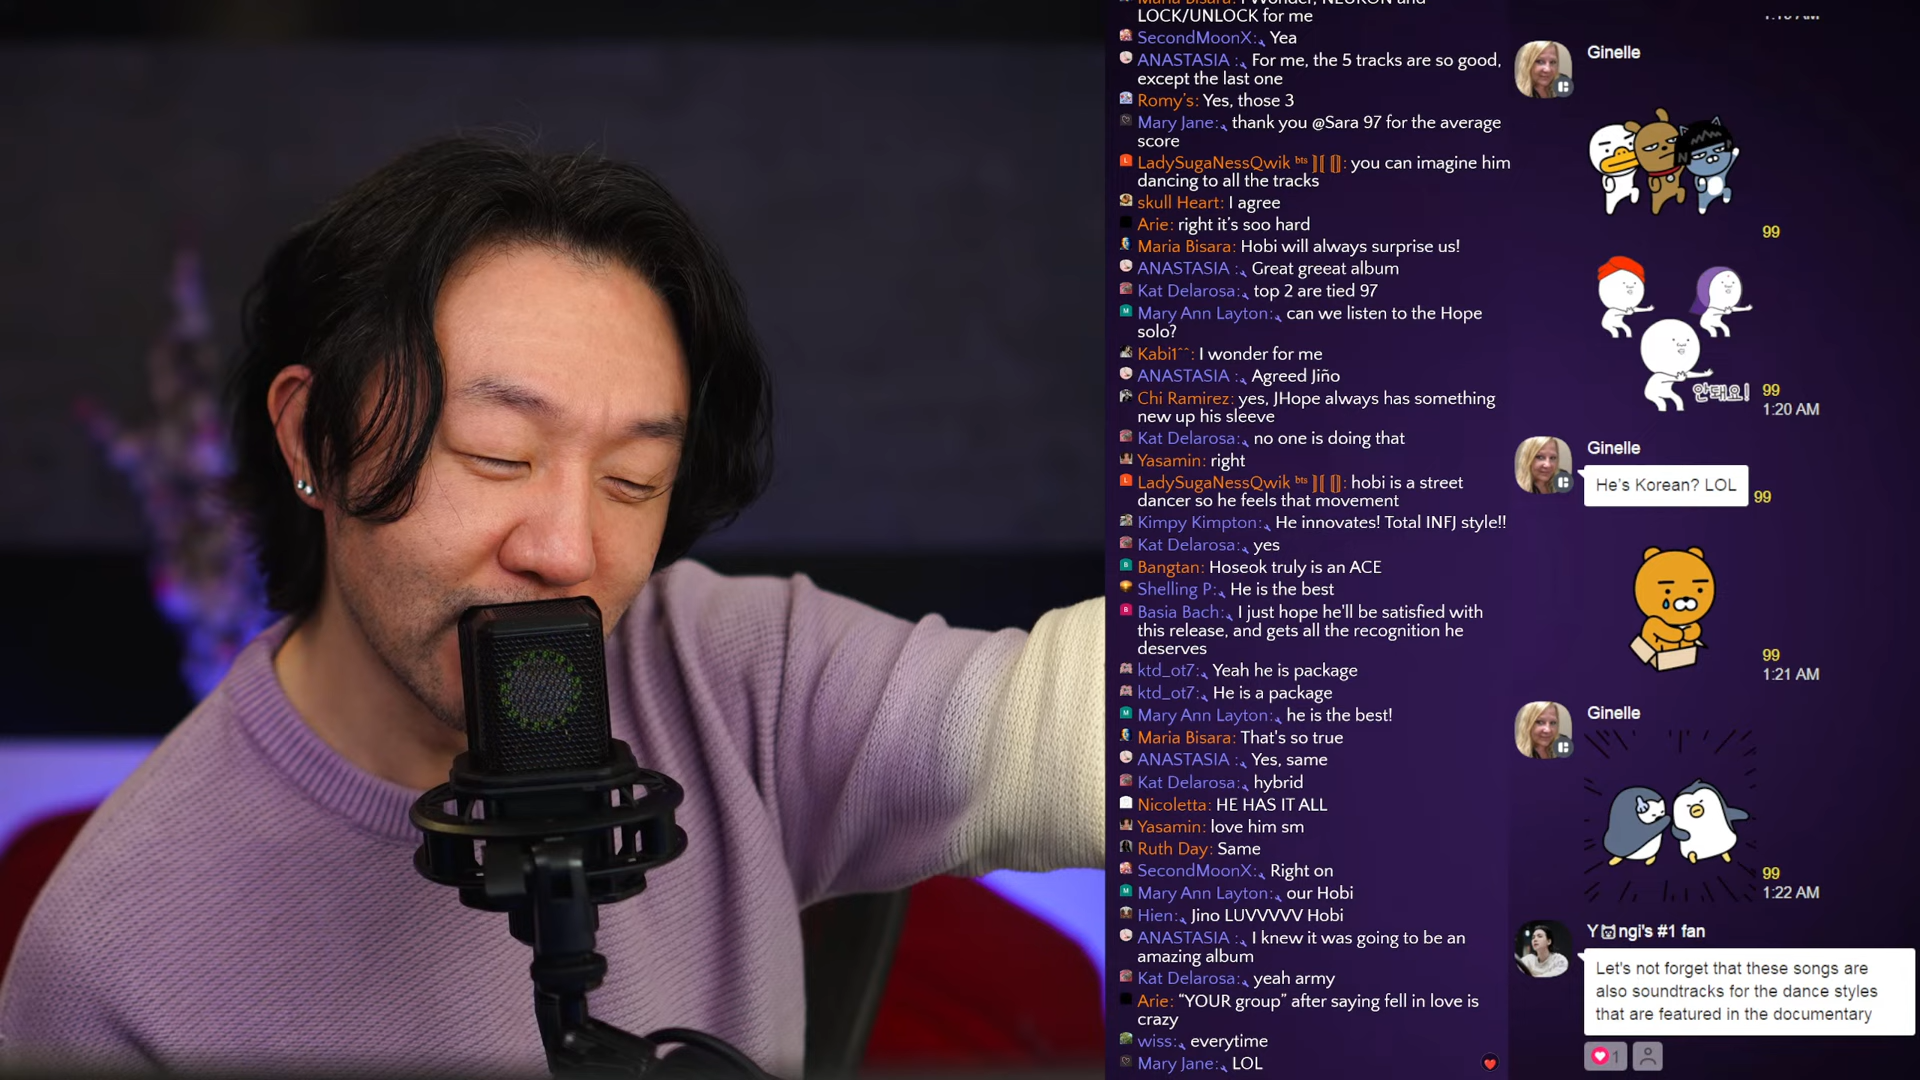 LOCK/UNLOCK for me
SecondMoonX: Yea
ANASTASIA : For me, the 5 tracks are so good,
except the last one
Romy's: Yes, those 3
Mary Jane: thank you @Sara 97 for the average
score
LadySugaNessQwik bts: you can imagine him
dancing to all the tracks
skull Heart: I agree
Arie: right it's soo hard
Maria Bisara: Hobi will always surprise us!
ANASTASIA : Great greeat album
Kat Delarosa: top 2 are tied 97
Mary Ann Layton: can we listen to the Hope
solo?
Kabi1^^: I wonder for me
ANASTASIA : Agreed Jiño
Chi Ramirez: yes, JHope always has something
new up his sleeve
Kat Delarosa: no one is doing that
Yasamin: right
LadySugaNessQwik bts: hobi is a street
dancer so he feels that movement
Kimpy Kimpton: He innovates! Total INFJ style!!
Kat Delarosa: yes
Bangtan: Hoseok truly is an ACE
Shelling P: He is the best
Basia Bach: I just hope he'll be satisfied with
this release, and gets all the recognition he
deserves
ktd_ot7: Yeah he is package
ktd_ot7: He is a package
Mary Ann Layton: he is the best!
Maria Bisara: That's so true
ANASTASIA : Yes, same
Kat Delarosa: hybrid
Nicoletta: HE HAS IT ALL
Yasamin: love him sm
Ruth Day: Same
SecondMoonX: Right on
Mary Ann Layton: our Hobi
Hien: Jino LUVVVVV Hobi
ANASTASIA : I knew it was going to be an
amazing album
Kat Delarosa: yeah army
Arie: “YOUR group” after saying fell in love is
crazy
wiss: everytime
Mary Jane: LOL
Ginelle
99
안돼요!
99
1:20 AM
Ginelle
He's Korean? LOL
99
99
1:21 AM
Ginelle
99
1:22 AM
Y🐱ngi's #1 fan
Let's not forget that these songs are
also soundtracks for the dance styles
that are featured in the documentary
1